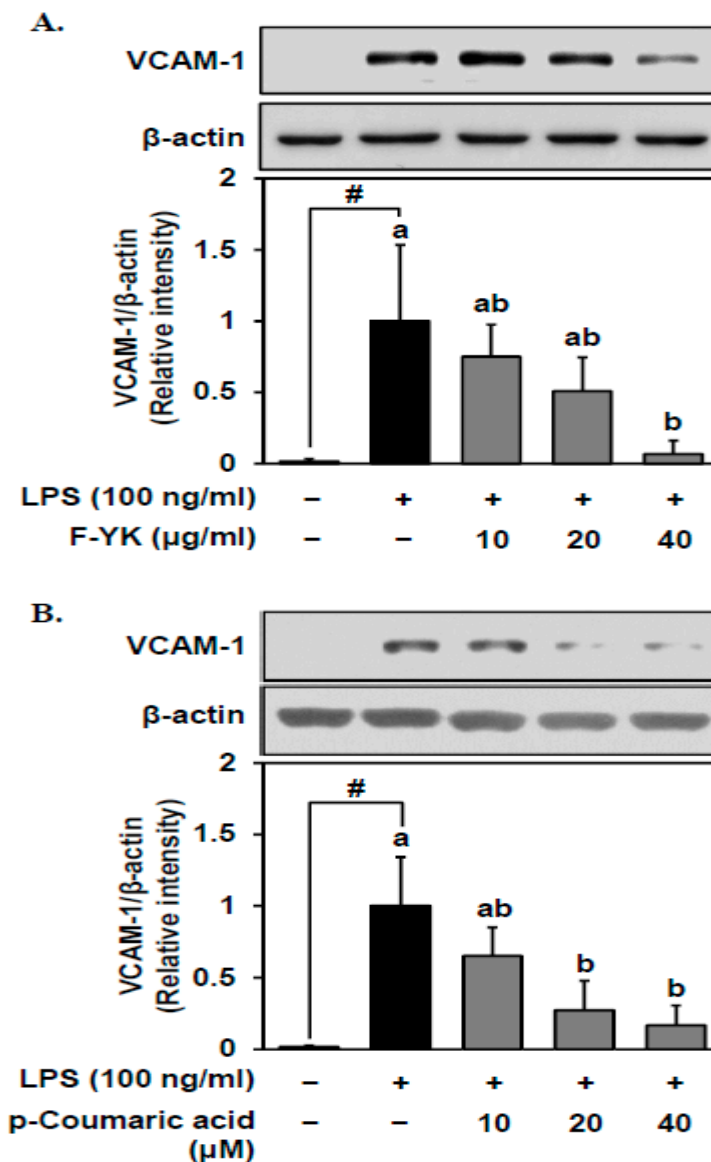 A.
VCAM-1
β-actin
VCAM-1/β-actin
(Relative intensity)
2
1.5
1
0.5
0
#
a
ab
ab
b
LPS (100 ng/ml) – + + + +
F-YK (µg/ml) – – 10 20 40
B.
VCAM-1
β-actin
VCAM-1/β-actin
(Relative intensity)
2
1.5
1
0.5
0
#
a
ab
b
b
LPS (100 ng/ml) – + + + +
p-Coumaric acid – – 10 20 40
(µM)